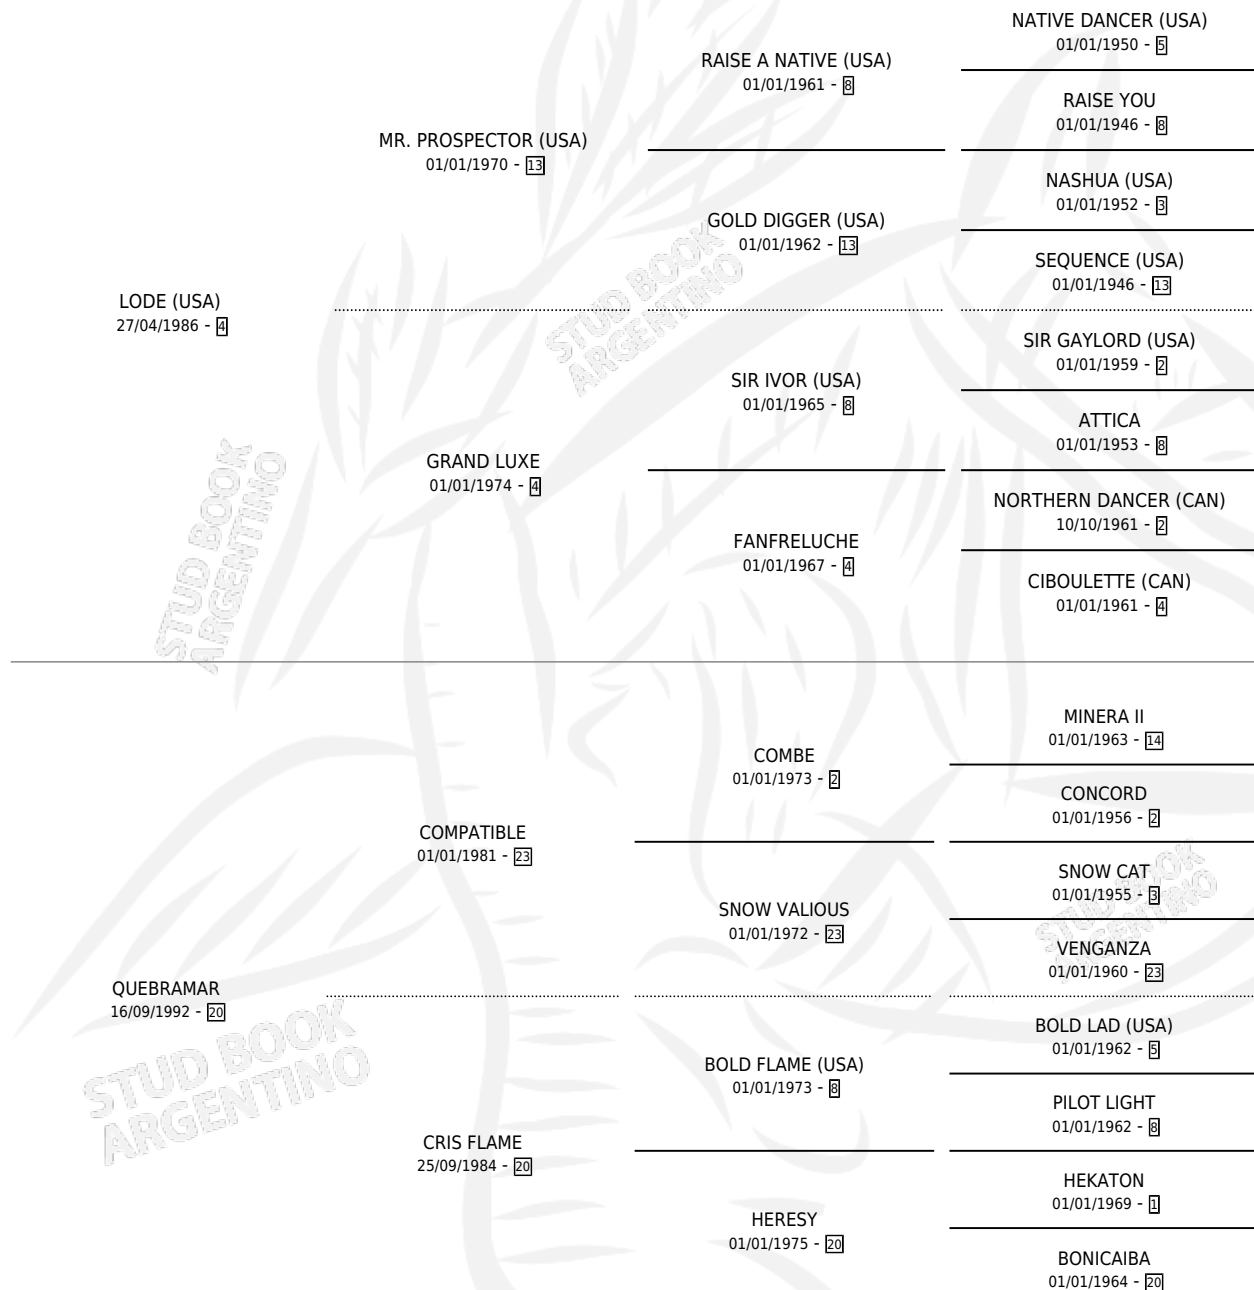 NATIVE DANCER (USA)
01/01/1950 - 5
RAISE A NATIVE (USA)
01/01/1961 - 8
RAISE YOU
01/01/1946 - 8
MR. PROSPECTOR (USA)
01/01/1970 - 13
NASHUA (USA)
01/01/1952 - 3
GOLD DIGGER (USA)
01/01/1962 - 13
SEQUENCE (USA)
01/01/1946 - 13
LODE (USA)
27/04/1986 - 4
STUD BOOK
ARGENTINO
SIR GAYLORD (USA)
01/01/1959 - 2
SIR IVOR (USA)
01/01/1965 - 8
ATTICA
01/01/1953 - 8
GRAND LUXE
01/01/1974 - 4
NORTHERN DANCER (CAN)
10/10/1961 - 2
FANFRELUCHE
01/01/1967 - 4
CIBOULETTE (CAN)
01/01/1961 - 4
STUD BOOK
ARGENTINO
MINERA II
01/01/1963 - 14
COMBE
01/01/1973 - 2
CONCORD
01/01/1956 - 2
COMPATIBLE
01/01/1981 - 23
SNOW CAT
01/01/1955 - 3
SNOW VALIOUS
01/01/1972 - 23
STUD BOOK
ARGENTINO
VENGANZA
01/01/1960 - 23
QUEBRAMAR
16/09/1992 - 20
BOLD LAD (USA)
01/01/1962 - 5
BOLD FLAME (USA)
01/01/1973 - 8
STUD BOOK
ARGENTINO
PILOT LIGHT
01/01/1962 - 8
CRIS FLAME
25/09/1984 - 20
HEKATON
01/01/1969 - 1
HERESY
01/01/1975 - 20
BONICAIBA
01/01/1964 - 20